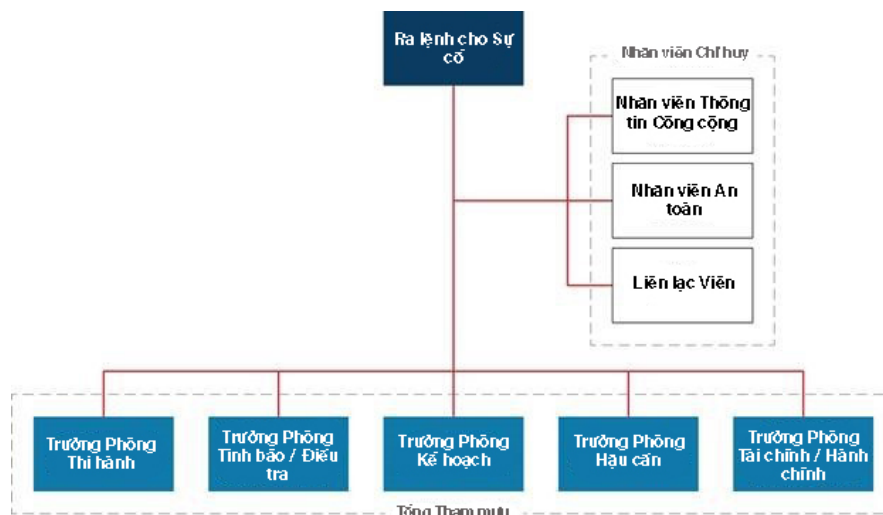 Ra lệnh cho Sự
cố
Nhân viên Chỉ huy
Nhân viên Thông
tin Công cộng
Nhân viên An
toàn
Liên lạc Viên
Trưởng Phòng
Thi hành
Trưởng Phòng
Tình báo / Điều
tra
Trưởng Phòng
Kế hoạch
Trưởng Phòng
Hậu cần
Trưởng Phòng
Tài chính / Hành
chính
Tổng Tham mưu